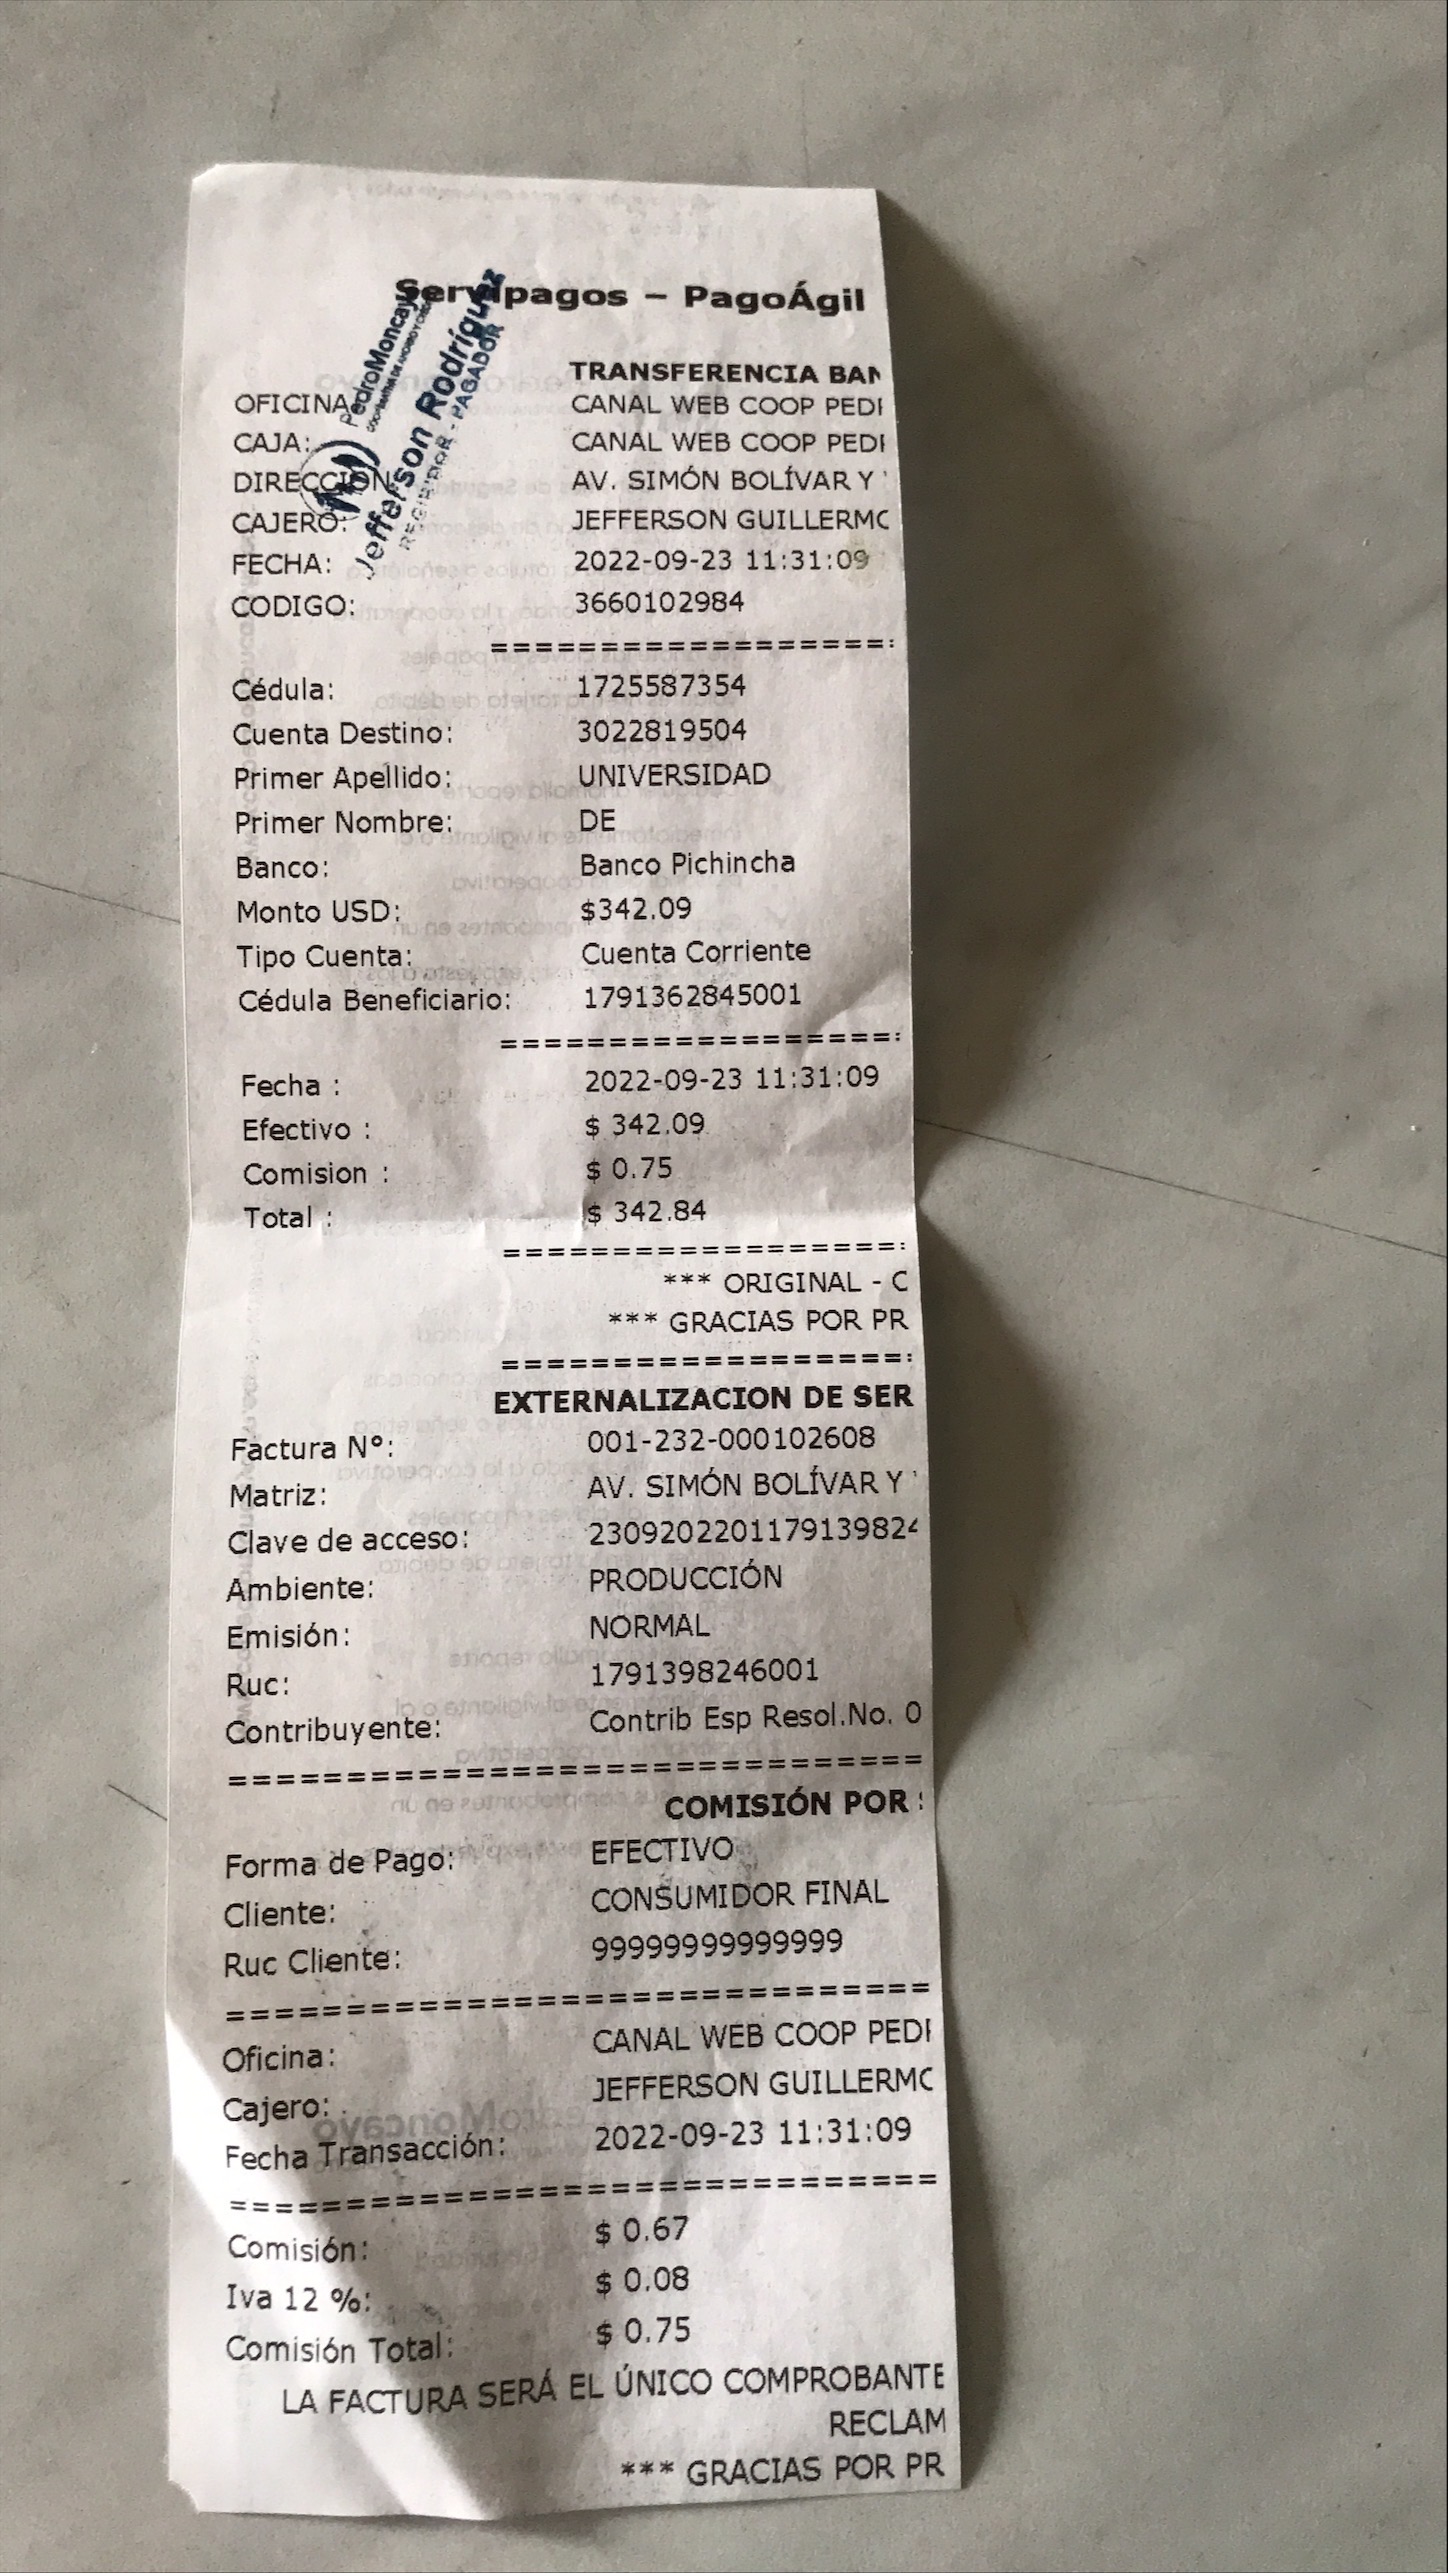 Servipagos – PagoÁgil
PedroMoncayo
Jefferson Rodríguez
RECIBIDOR - PAGADOR
TRANSFERENCIA BAN
OFICINA CANAL WEB COOP PEDI
CAJA: CANAL WEB COOP PEDI
DIRECCION AV. SIMÓN BOLÍVAR Y
CAJERO: JEFFERSON GUILLERMO
FECHA: 2022-09-23 11:31:09
CODIGO: 3660102984
==================
Cédula: 1725587354
Cuenta Destino: 3022819504
Primer Apellido: UNIVERSIDAD
Primer Nombre: DE
Banco: Banco Pichincha
Monto USD: $342.09
Tipo Cuenta: Cuenta Corriente
Cédula Beneficiario: 1791362845001
==================
Fecha : 2022-09-23 11:31:09
Efectivo : $ 342.09
Comision : $ 0.75
Total : $ 342.84
==================
*** ORIGINAL - C
*** GRACIAS POR PR
==================
EXTERNALIZACION DE SER
Factura Nº: 001-232-000102608
Matriz: AV. SIMÓN BOLÍVAR Y
Clave de acceso: 2309202201179139824
Ambiente: PRODUCCIÓN
Emisión: NORMAL
Ruc: 1791398246001
Contribuyente: Contrib Esp Resol.No. 0
==============================
COMISIÓN POR
Forma de Pago: EFECTIVO
Cliente: CONSUMIDOR FINAL
Ruc Cliente: 99999999999999
==============================
Oficina: CANAL WEB COOP PEDI
Cajero: JEFFERSON GUILLERMO
Fecha Transacción: 2022-09-23 11:31:09
==============================
Comisión: $ 0.67
Iva 12 %: $ 0.08
Comisión Total: $ 0.75
LA FACTURA SERÁ EL ÚNICO COMPROBANTE
RECLAM
*** GRACIAS POR PR